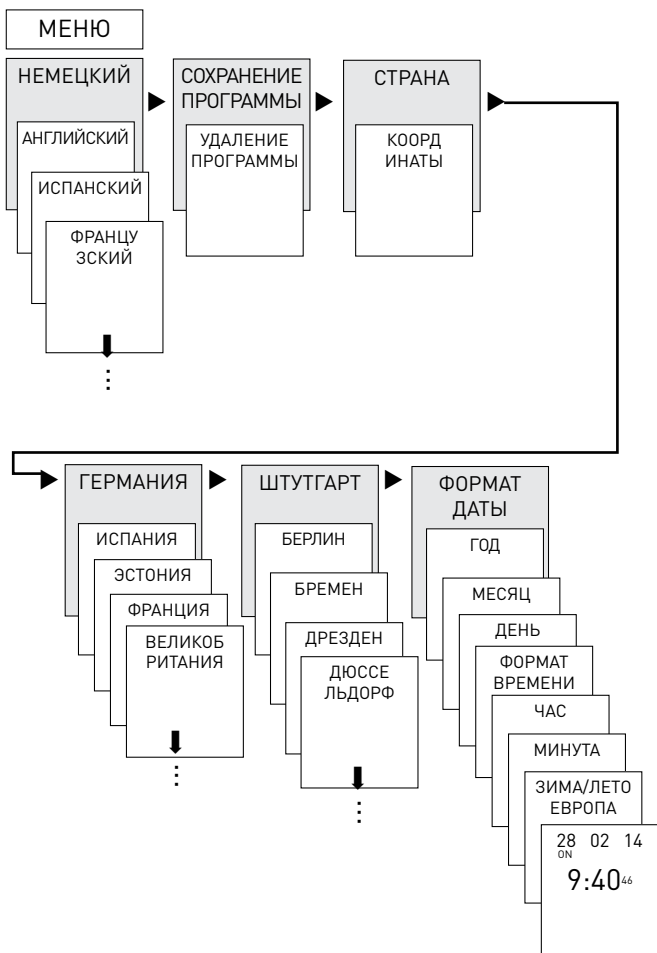 МЕНЮ
НЕМЕЦКИЙ
АНГЛИЙСКИЙ
ИСПАНСКИЙ
ФРАНЦУ
ЗСКИЙ
СОХРАНЕНИЕ
ПРОГРАММЫ
УДАЛЕНИЕ
ПРОГРАММЫ
СТРАНА
КООРД
ИНАТЫ
ГЕРМАНИЯ
ИСПАНИЯ
ЭСТОНИЯ
ФРАНЦИЯ
ВЕЛИКОБ
РИТАНИЯ
ШТУТГАРТ
БЕРЛИН
БРЕМЕН
ДРЕЗДЕН
ДЮССЕ
ЛЬДОРФ
ФОРМАТ
ДАТЫ
ГОД
МЕСЯЦ
ДЕНЬ
ФОРМАТ
ВРЕМЕНИ
ЧАС
МИНУТА
ЗИМА/ЛЕТО
ЕВРОПА
28 02 14
ON
9:40 46